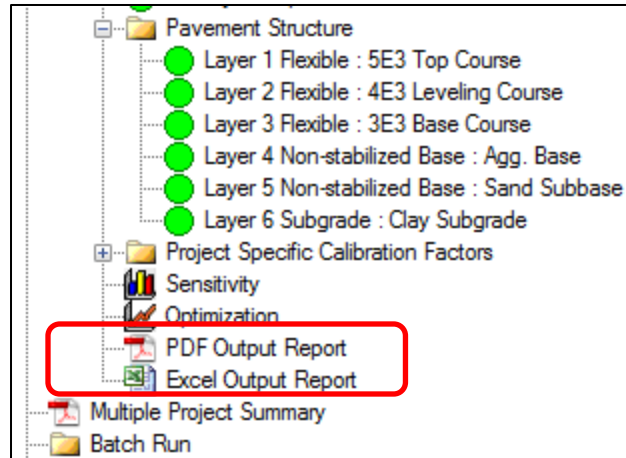 Pavement Structure
Layer 1 Flexible : 5E3 Top Course
Layer 2 Flexible : 4E3 Leveling Course
Layer 3 Flexible : 3E3 Base Course
Layer 4 Non-stabilized Base : Agg. Base
Layer 5 Non-stabilized Base : Sand Subbase
Layer 6 Subgrade : Clay Subgrade
Project Specific Calibration Factors
Sensitivity
Optimization
PDF Output Report
Excel Output Report
Multiple Project Summary
Batch Run